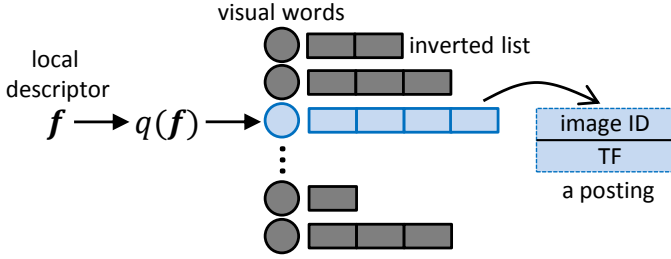 visual words
inverted list
local
descriptor
f
q(f)
image ID
TF
a posting